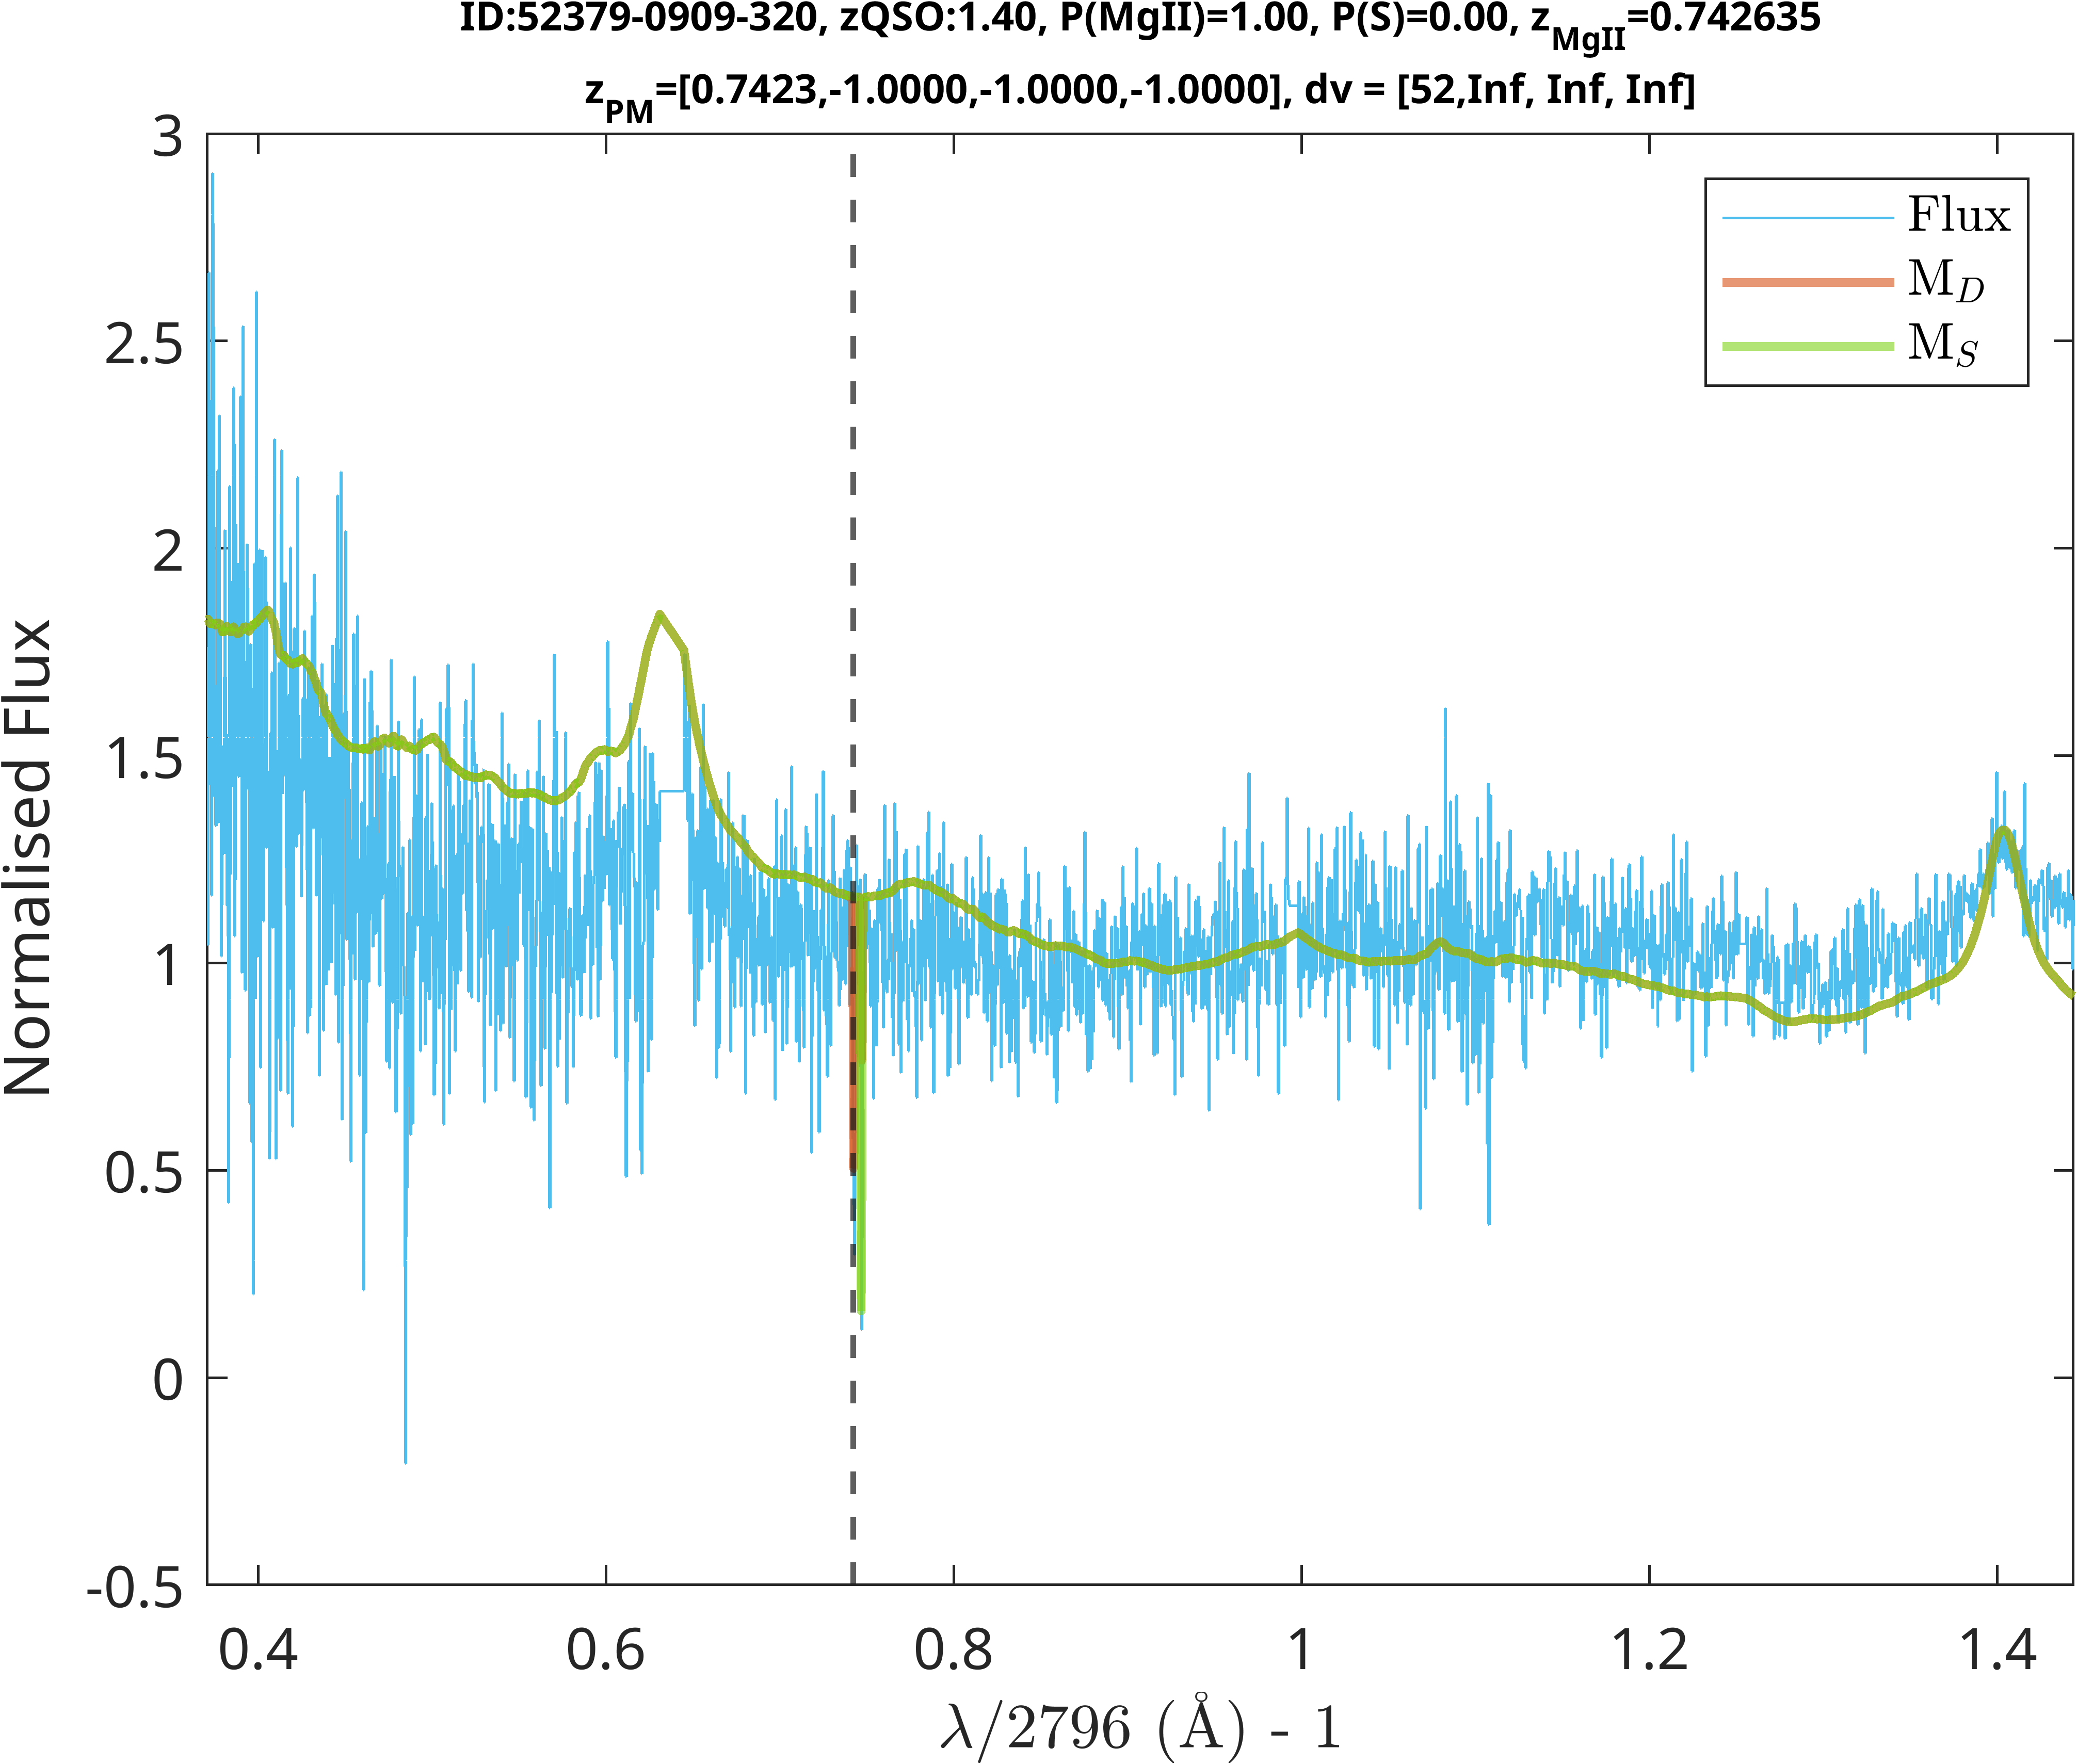 ID:52379-0909-320, zQSO:1.40, P(MgII)=1.00, P(S)=0.00, zMgII=0.742635
zPM=[0.7423,-1.0000,-1.0000,-1.0000], dv = [52,Inf, Inf, Inf]
3
2.5
2
1.5
1
0.5
0
-0.5
Normalised Flux
Flux
MD
MS
0.4
0.6
0.8
1
1.2
1.4
λ/2796 (Å) - 1